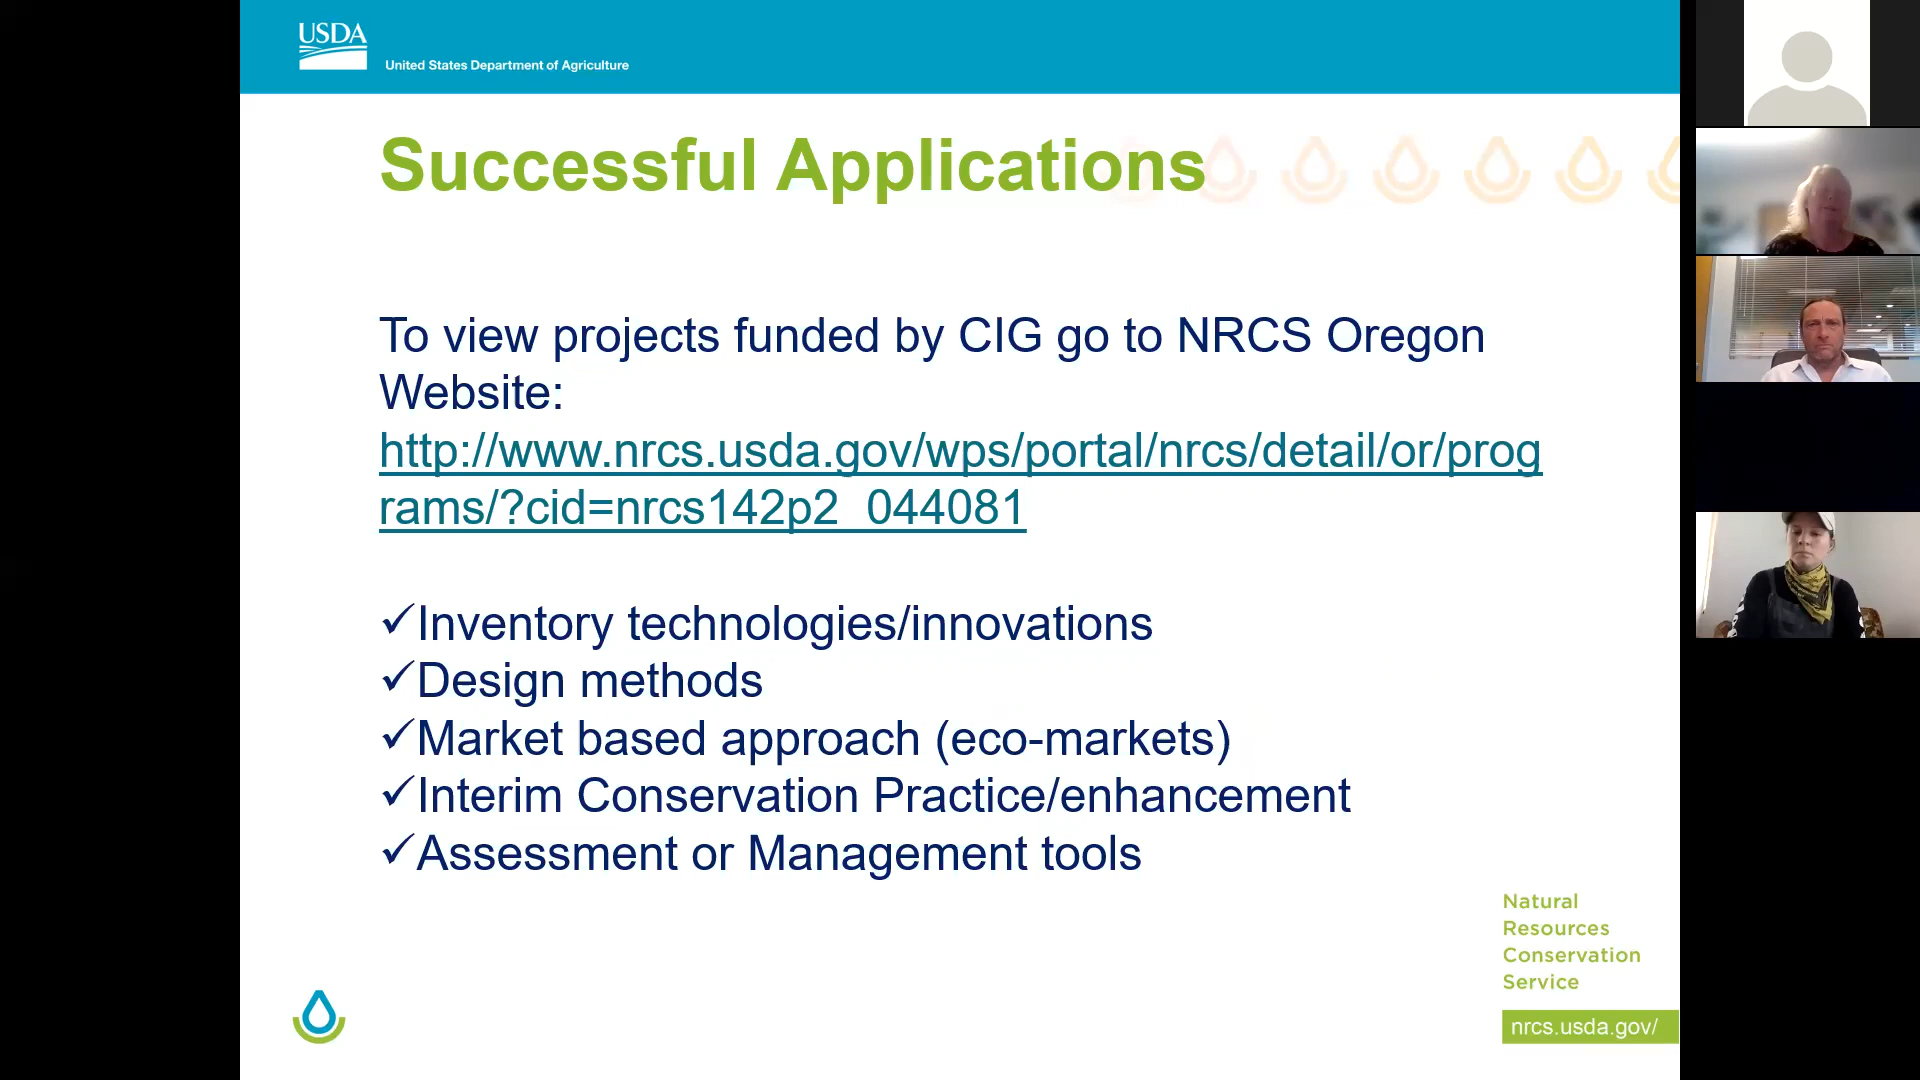 USDA
United States Department of Agriculture
Successful Applications
To view projects funded by CIG go to NRCS Oregon
Website:
http://www.nrcs.usda.gov/wps/portal/nrcs/detail/or/prog
rams/?cid=nrcs142p2_044081
✓Inventory technologies/innovations
✓Design methods
✓Market based approach (eco-markets)
✓Interim Conservation Practice/enhancement
✓Assessment or Management tools
Natural
Resources
Conservation
Service
nrcs.usda.gov/